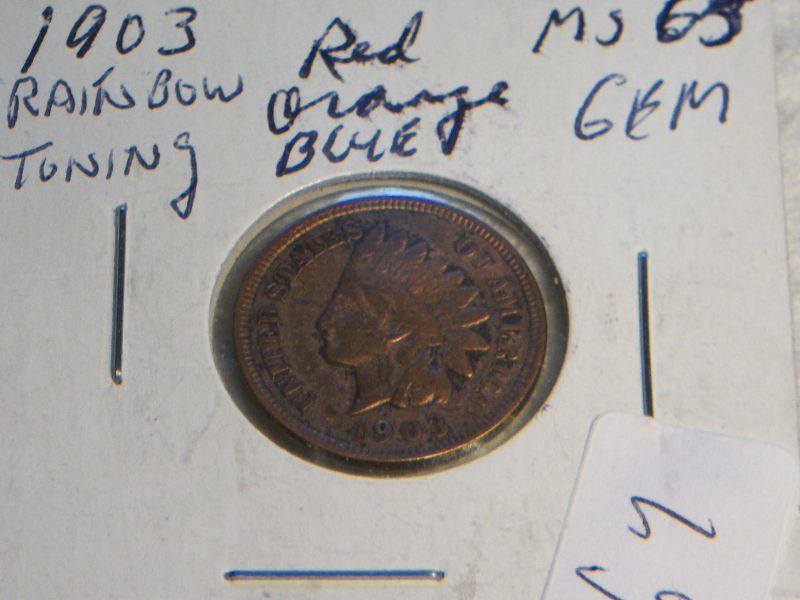 1903 Red MS 65
RAINBOW Orange GEM
TONING BLUE
UNITED STATES OF AMERICA
1903